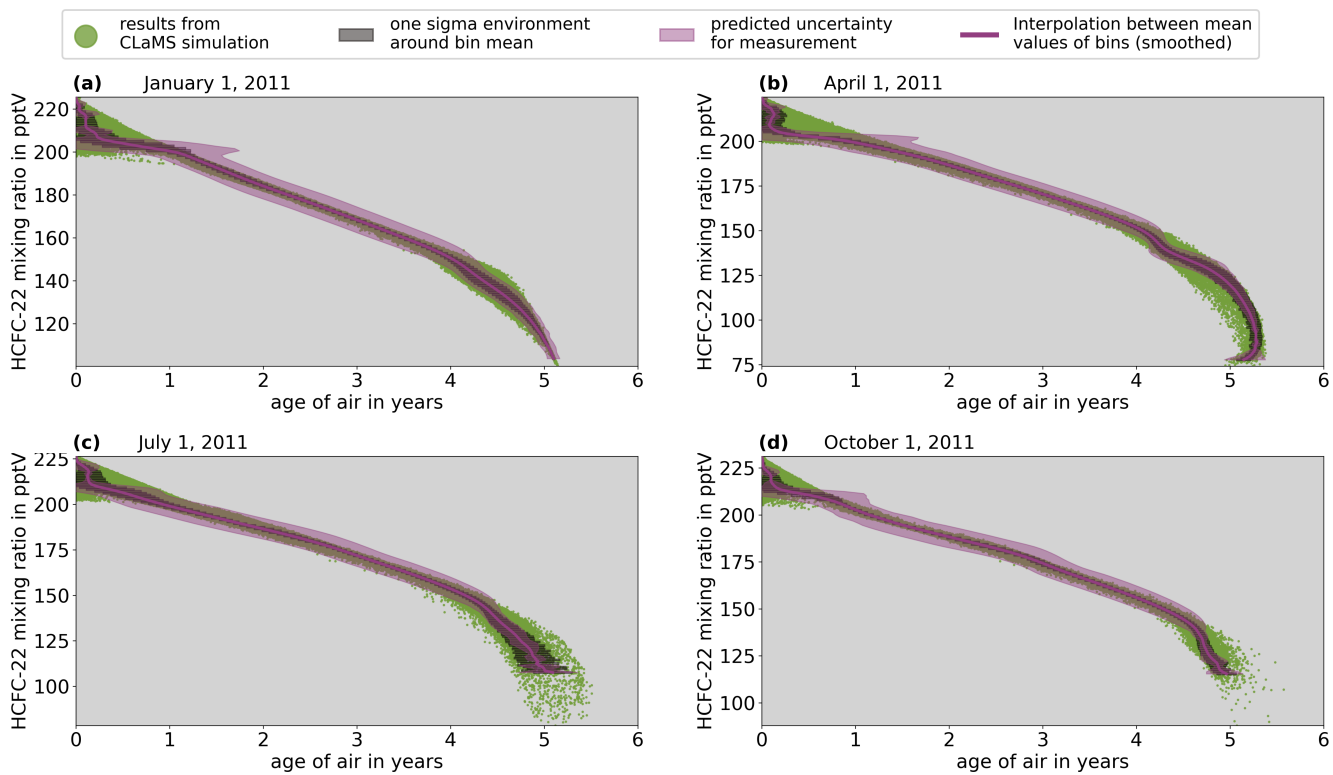 results from
CLaMS simulation
one sigma environment
around bin mean
predicted uncertainty
for measurement
Interpolation between mean
values of bins (smoothed)
(a) January 1, 2011
HCFC-22 mixing ratio in pptV
220
200
180
160
140
120
0 1 2 3 4 5 6
age of air in years
(b) April 1, 2011
HCFC-22 mixing ratio in pptV
200
175
150
125
100
75
0 1 2 3 4 5 6
age of air in years
(c) July 1, 2011
HCFC-22 mixing ratio in pptV
225
200
175
150
125
100
0 1 2 3 4 5 6
age of air in years
(d) October 1, 2011
HCFC-22 mixing ratio in pptV
225
200
175
150
125
100
0 1 2 3 4 5 6
age of air in years